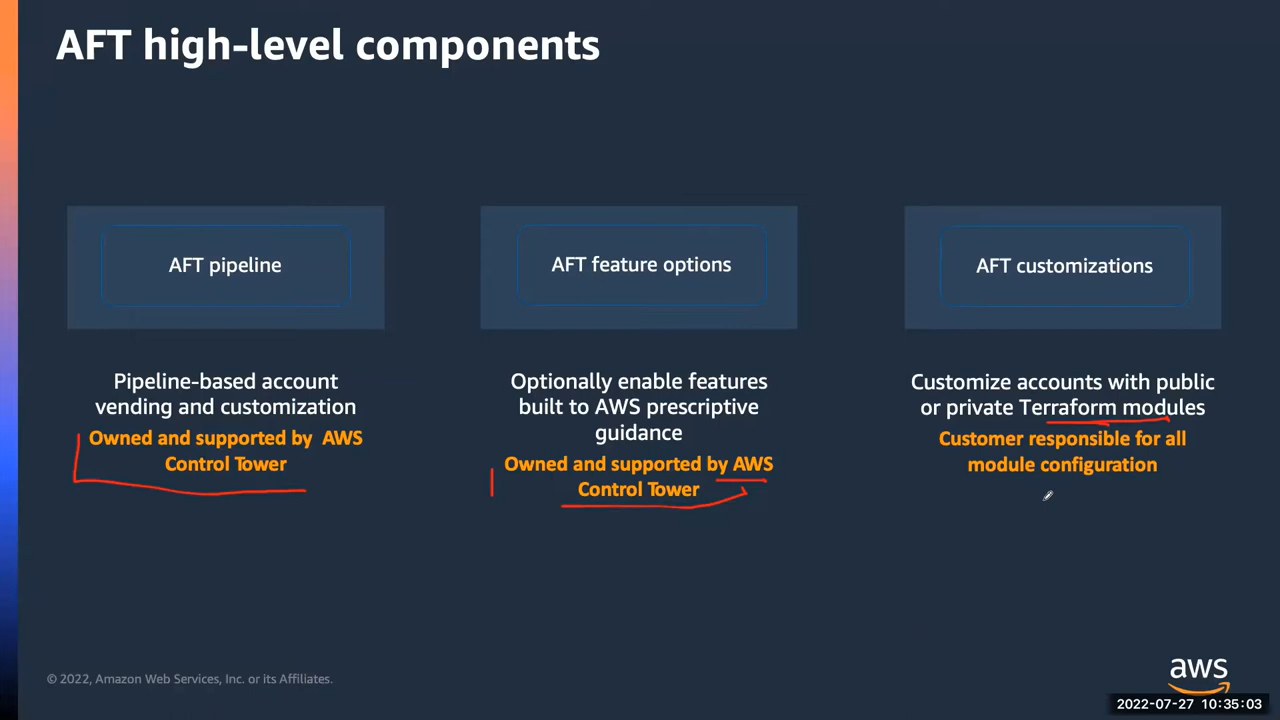 AFT high-level components
AFT pipeline
Pipeline-based account
vending and customization
Owned and supported by AWS
Control Tower
AFT feature options
Optionally enable features
built to AWS prescriptive
guidance
Owned and supported by AWS
Control Tower
AFT customizations
Customize accounts with public
or private Terraform modules
Customer responsible for all
module configuration
© 2022, Amazon Web Services, Inc. or its Affiliates.
aws
2022-07-27 10:35:03